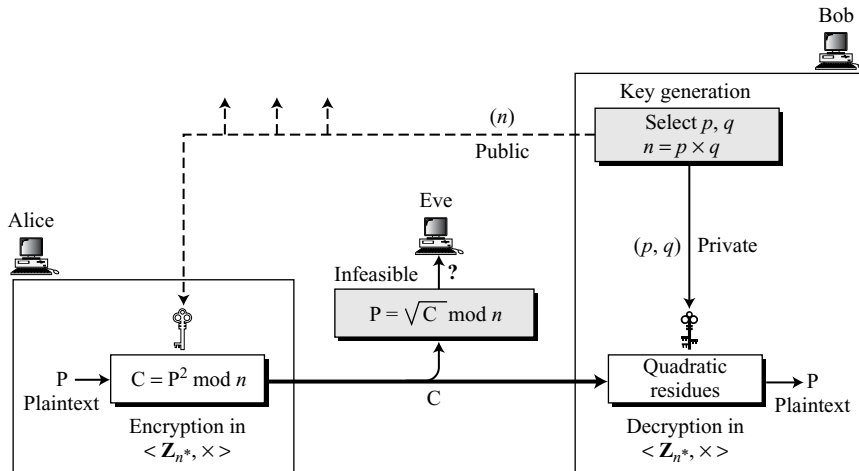 Bob
Key generation
Select p, q
n = p × q
(n)
Public
Alice
Eve
(p, q) Private
Infeasible
?
P = √C mod n
P
Plaintext
C = P² mod n
C
Quadratic
residues
P
Plaintext
Encryption in
< Zn*, × >
Decryption in
< Zn*, × >